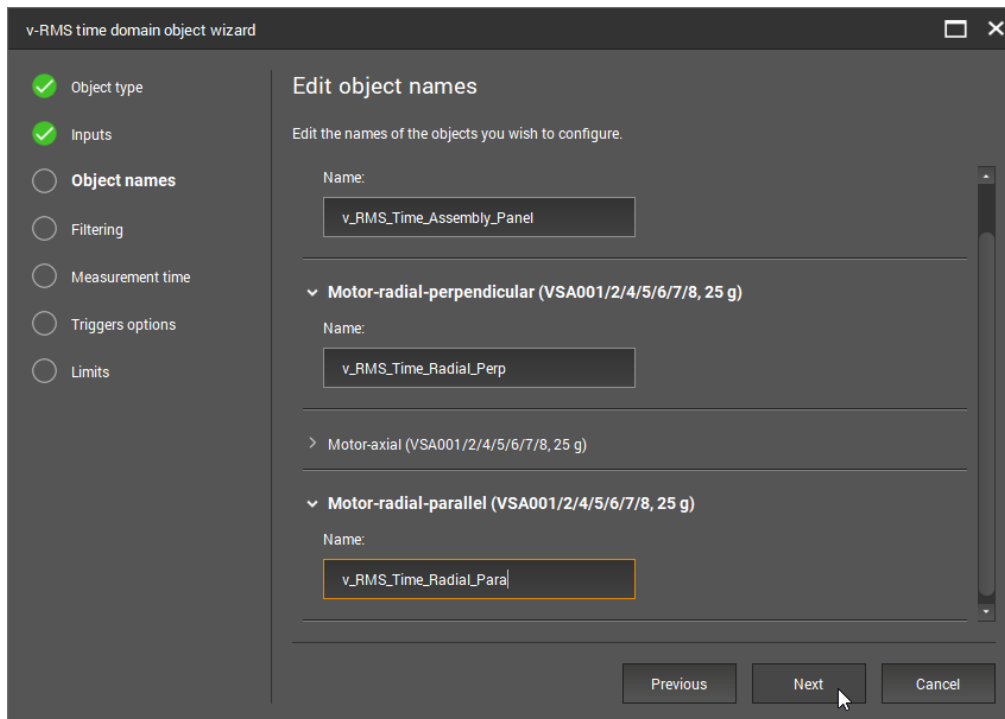 v-RMS time domain object wizard
Object type
Inputs
Object names
Filtering
Measurement time
Triggers options
Limits
Edit object names
Edit the names of the objects you wish to configure.
Name:
v_RMS_Time_Assembly_Panel
Motor-radial-perpendicular (VSA001/2/4/5/6/7/8, 25 g)
Name:
v_RMS_Time_Radial_Perp
Motor-axial (VSA001/2/4/5/6/7/8, 25 g)
Motor-radial-parallel (VSA001/2/4/5/6/7/8, 25 g)
Name:
v_RMS_Time_Radial_Para
Previous
Next
Cancel